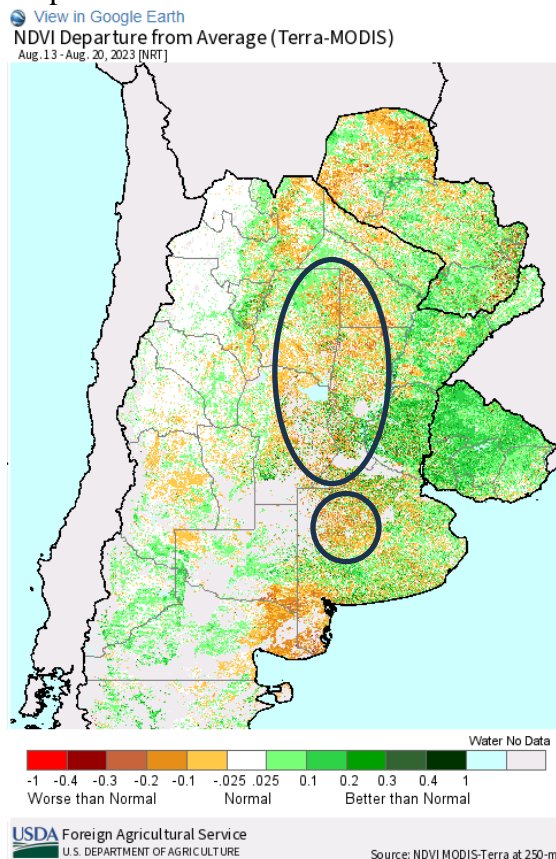 View in Google Earth
NDVI Departure from Average (Terra-MODIS)
Aug. 13 - Aug. 20, 2023 [NRT]
Water No Data
-1 -0.4 -0.3 -0.2 -0.1 -.025 .025 0.1 0.2 0.3 0.4 1
Worse than Normal Normal Better than Normal
USDA Foreign Agricultural Service
U.S. DEPARTMENT OF AGRICULTURE
Source: NDVI MODIS-Terra at 250-m